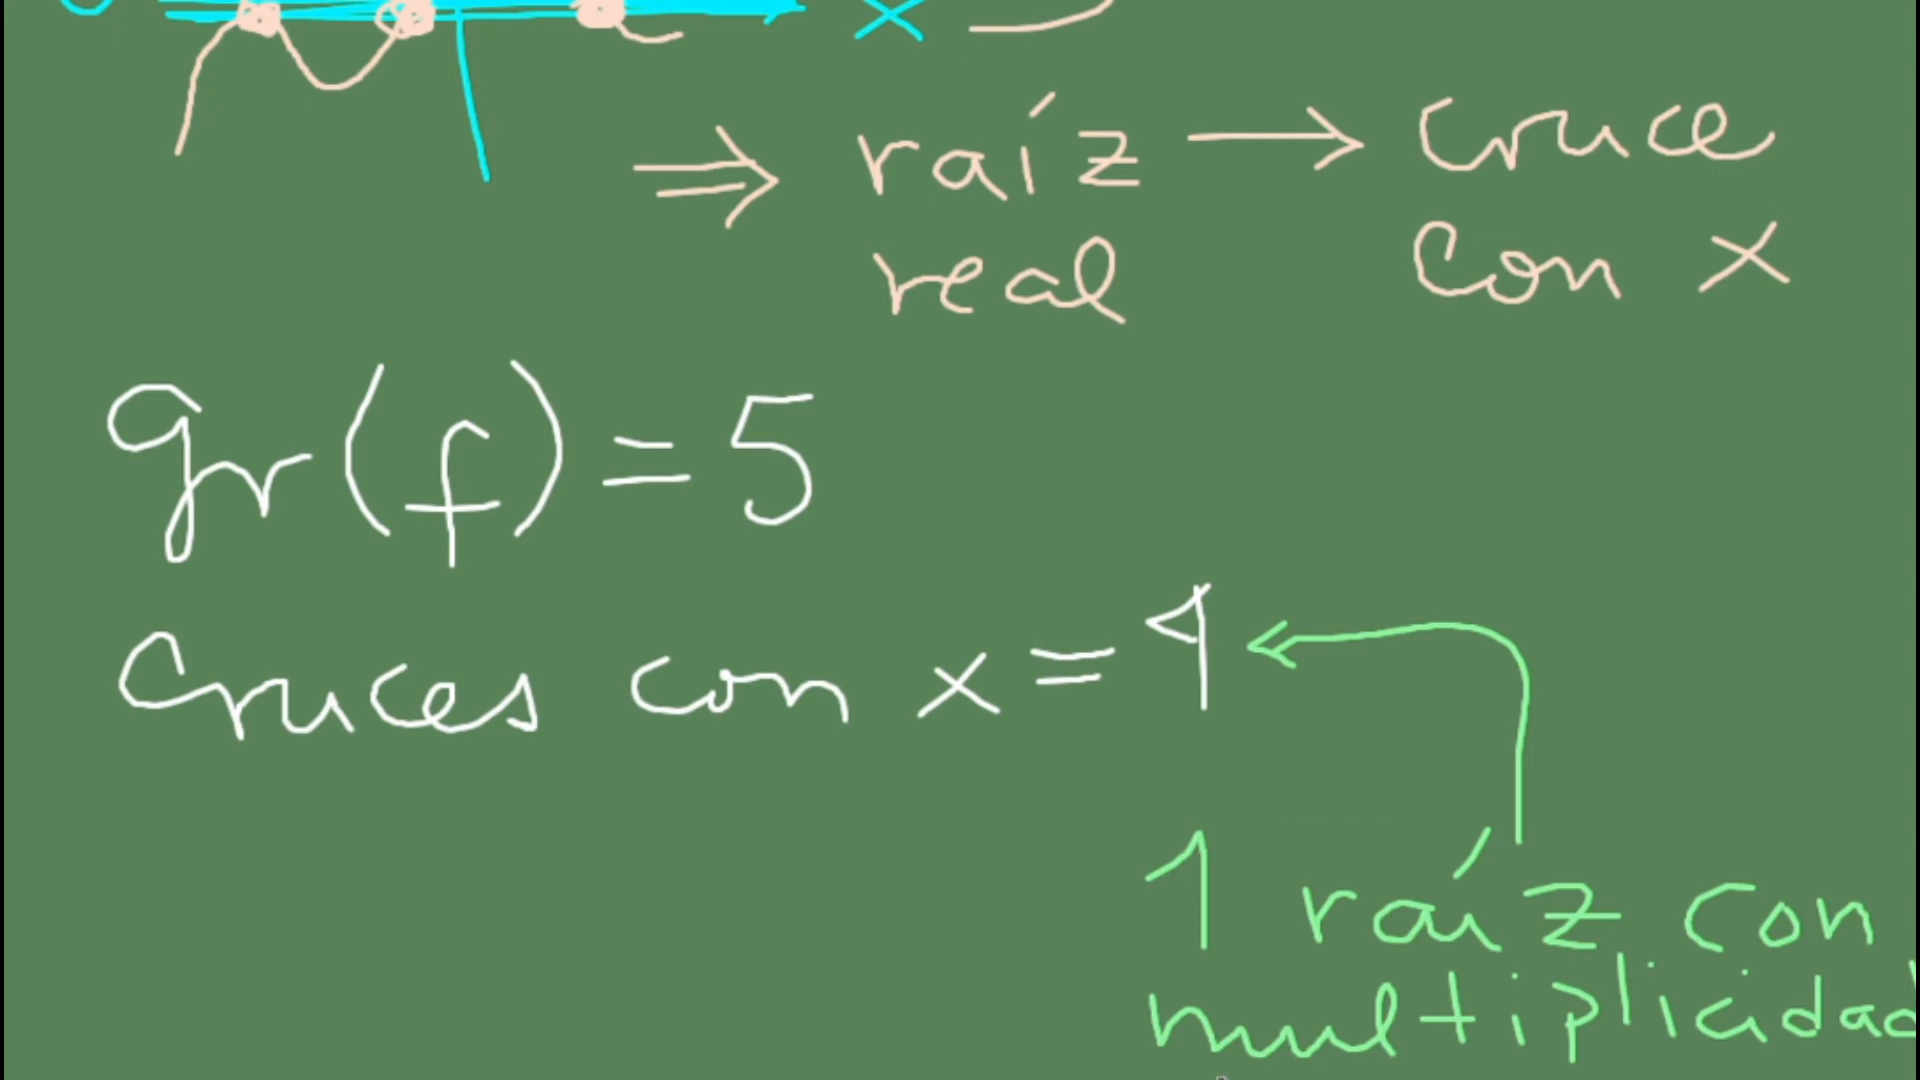 x
⇒ raíz → cruce
real con x
gr(f) = 5
Cruces con x = 4
1 raíz con
multiplicidad